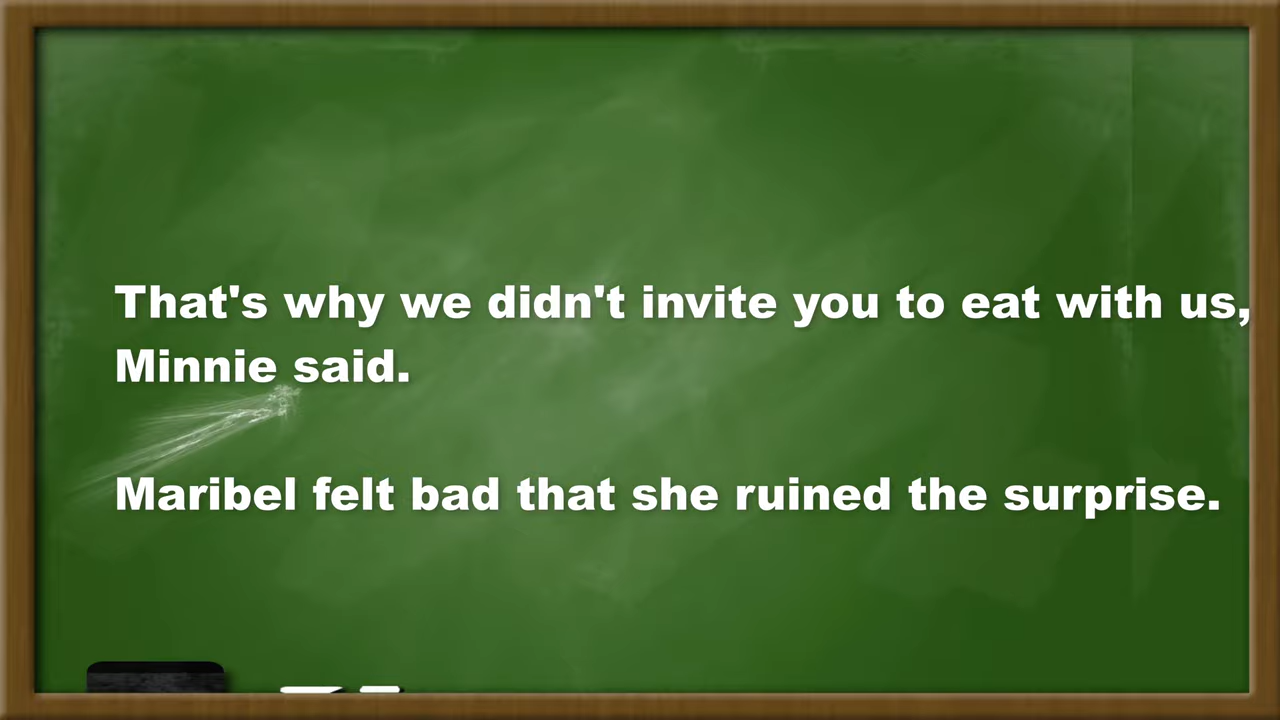 That's why we didn't invite you to eat with us,
Minnie said.
Maribel felt bad that she ruined the surprise.